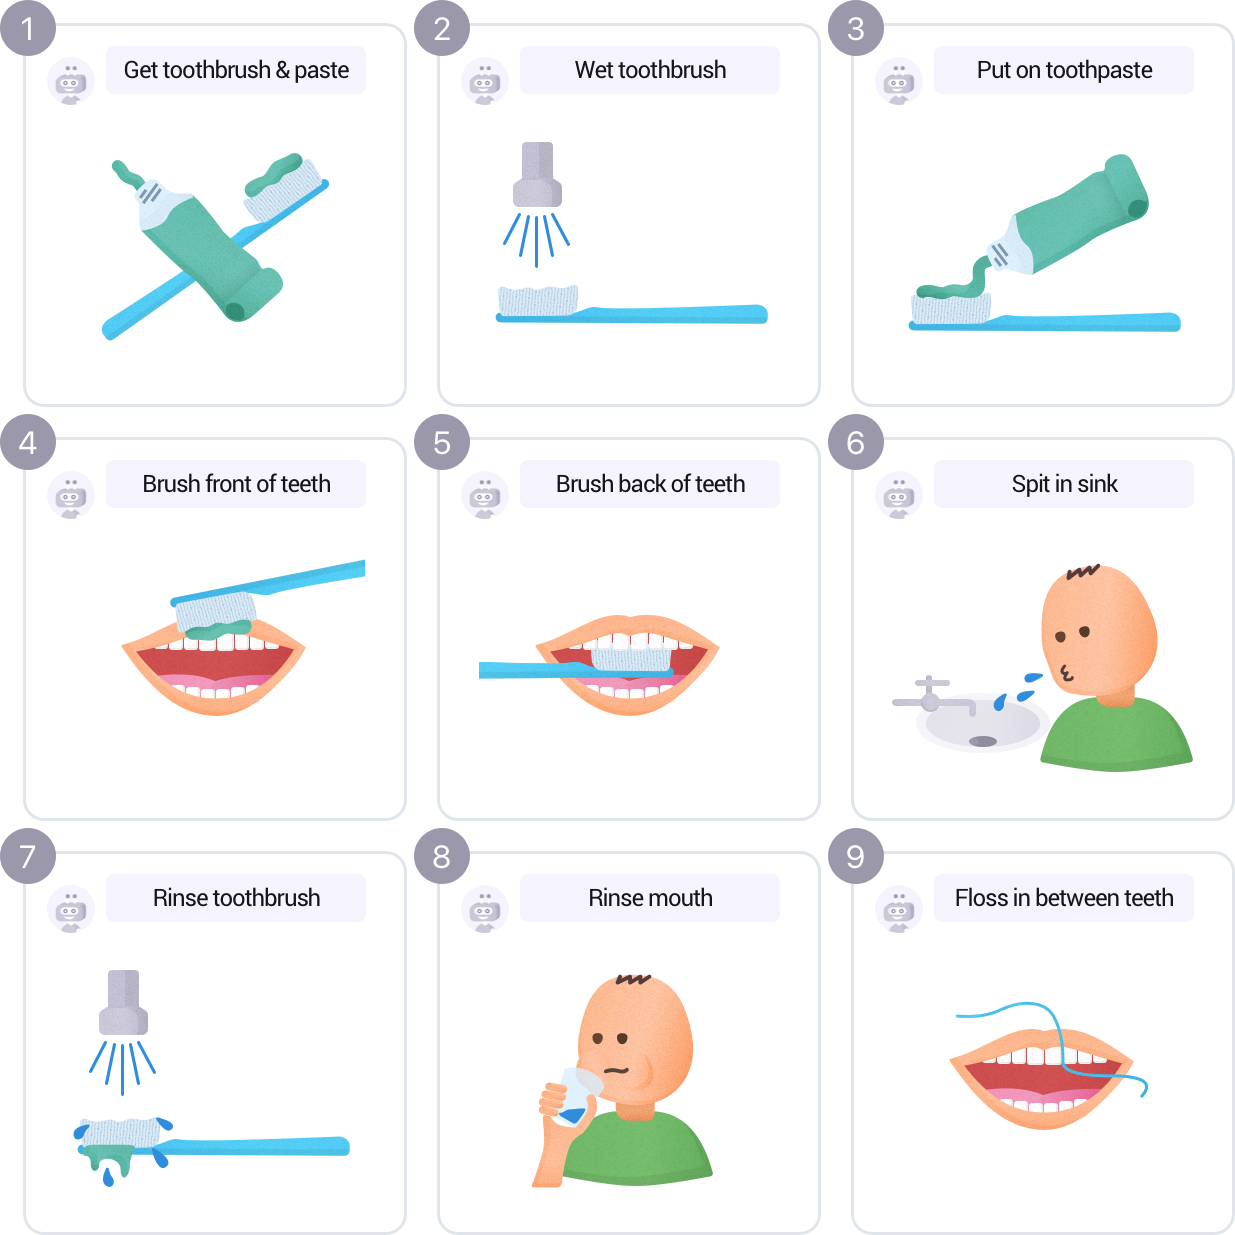 1
Get toothbrush & paste
2
Wet toothbrush
3
Put on toothpaste
4
Brush front of teeth
5
Brush back of teeth
6
Spit in sink
7
Rinse toothbrush
8
Rinse mouth
9
Floss in between teeth